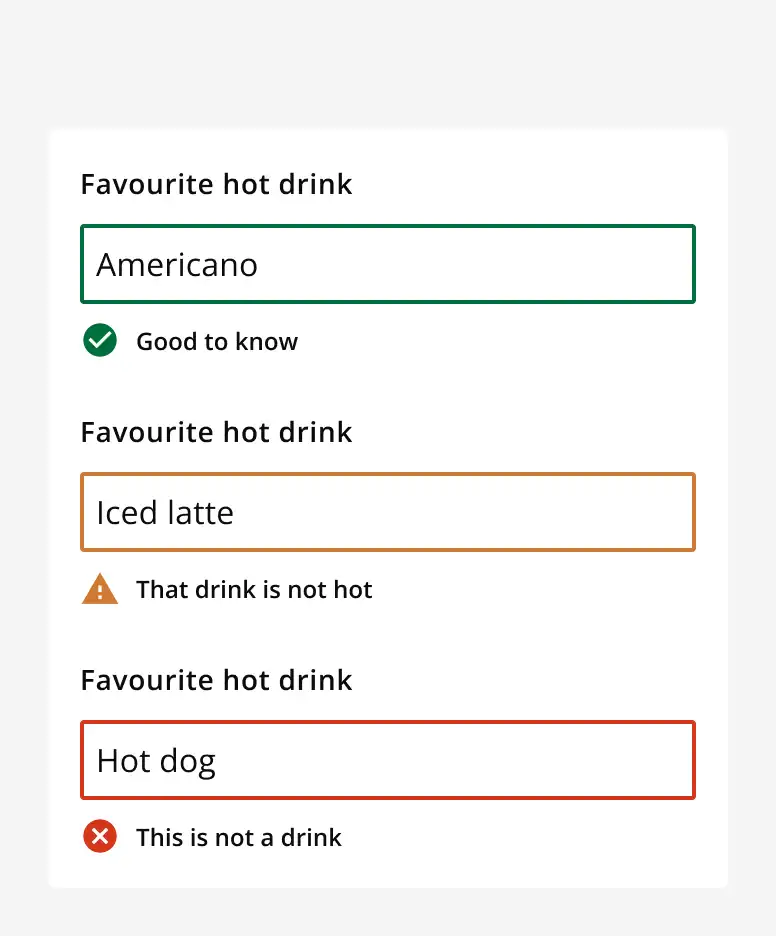 Favourite hot drink
Americano
Good to know
Favourite hot drink
Iced latte
That drink is not hot
Favourite hot drink
Hot dog
This is not a drink